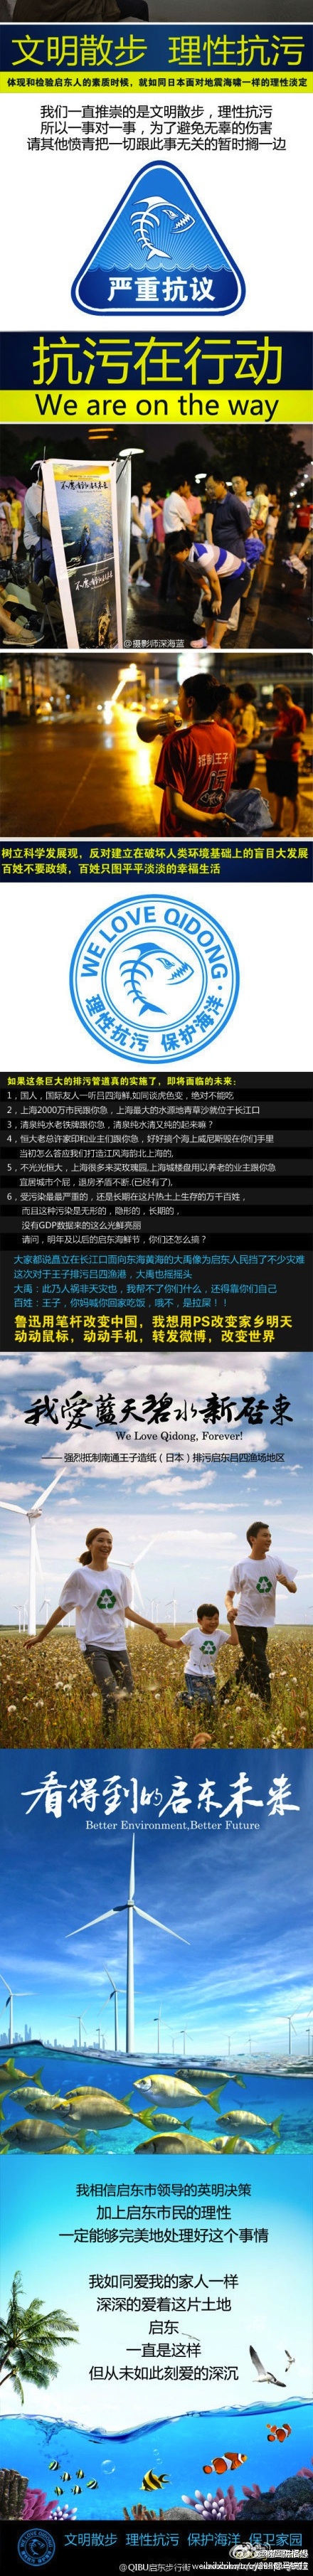 文明散步 理性抗污
体现和检验启东人的素质时候，就如同日本面对地震海啸一样的理性淡定
我们一直推崇的是文明散步，理性抗污
所以一事对一事，为了避免无辜的伤害
请其他愤青把一切跟此事无关的暂时搁一边
严重抗议
抗污在行动
We are on the way
@摄影师深海蓝
抵制王子
污
树立科学发展观，反对建立在破坏人类环境基础上的盲目大发展
百姓不要政绩，百姓只图平平淡淡的幸福生活
WE LOVE QIDONG·
理性抗污 保护海洋
如果这条巨大的排污管道真的实施了，即将面临的未来：
1，国人，国际友人一听吕四海鲜,如同谈虎色变，绝对不能吃
2，上海2000万市民跟你急，上海最大的水源地青草沙就位于长江口
3，清泉纯水老铁牌跟你急，清泉纯水清又纯的起来嘛？
4，恒大老总许家印和业主们跟你急，好好搞个海上威尼斯毁在你们手里
当初怎么答应我们打造江风海韵北上海的,
5，不光光恒大，上海很多来买玫瑰园,上海城楼盘用以养老的业主跟你急
宜居城市个屁，退房矛盾不断.(已经有了),
6，受污染最最严重的，还是长期在这片热土上生存的万千百姓，
而且这种污染是无形的，隐形的，长期的，
没有GDP数据来的这么光鲜亮丽
请问，明年及以后的启东海鲜节，你们还怎么搞？
大家都说矗立在长江口面向东海黄海的大禹像为启东人民挡了不少灾难
这次对于王子排污吕四渔港，大禹也摇摇头
大禹：此乃人祸非天灾也，我帮不了你们什么，还得靠你们自己
百姓：王子，你妈喊你回家吃饭，哦不，是拉屎！！
鲁迅用笔杆改变中国，我想用PS改变家乡明天
动动鼠标，动动手机，转发微博，改变世界
我爱蓝天碧水新启东
We Love Qidong, Forever!
—— 强烈抵制南通王子造纸（日本）排污启东吕四渔场地区
看得到的启东未来
Better Environment,Better Future
我相信启东市领导的英明决策
加上启东市民的理性
一定能够完美地处理好这个事情
我如同爱我的家人一样
深深的爱着这片土地
启东
一直是这样
但从未如此刻爱的深沉
文明散步 理性抗污 保护海洋 保卫家园
@QIBU启东步行街